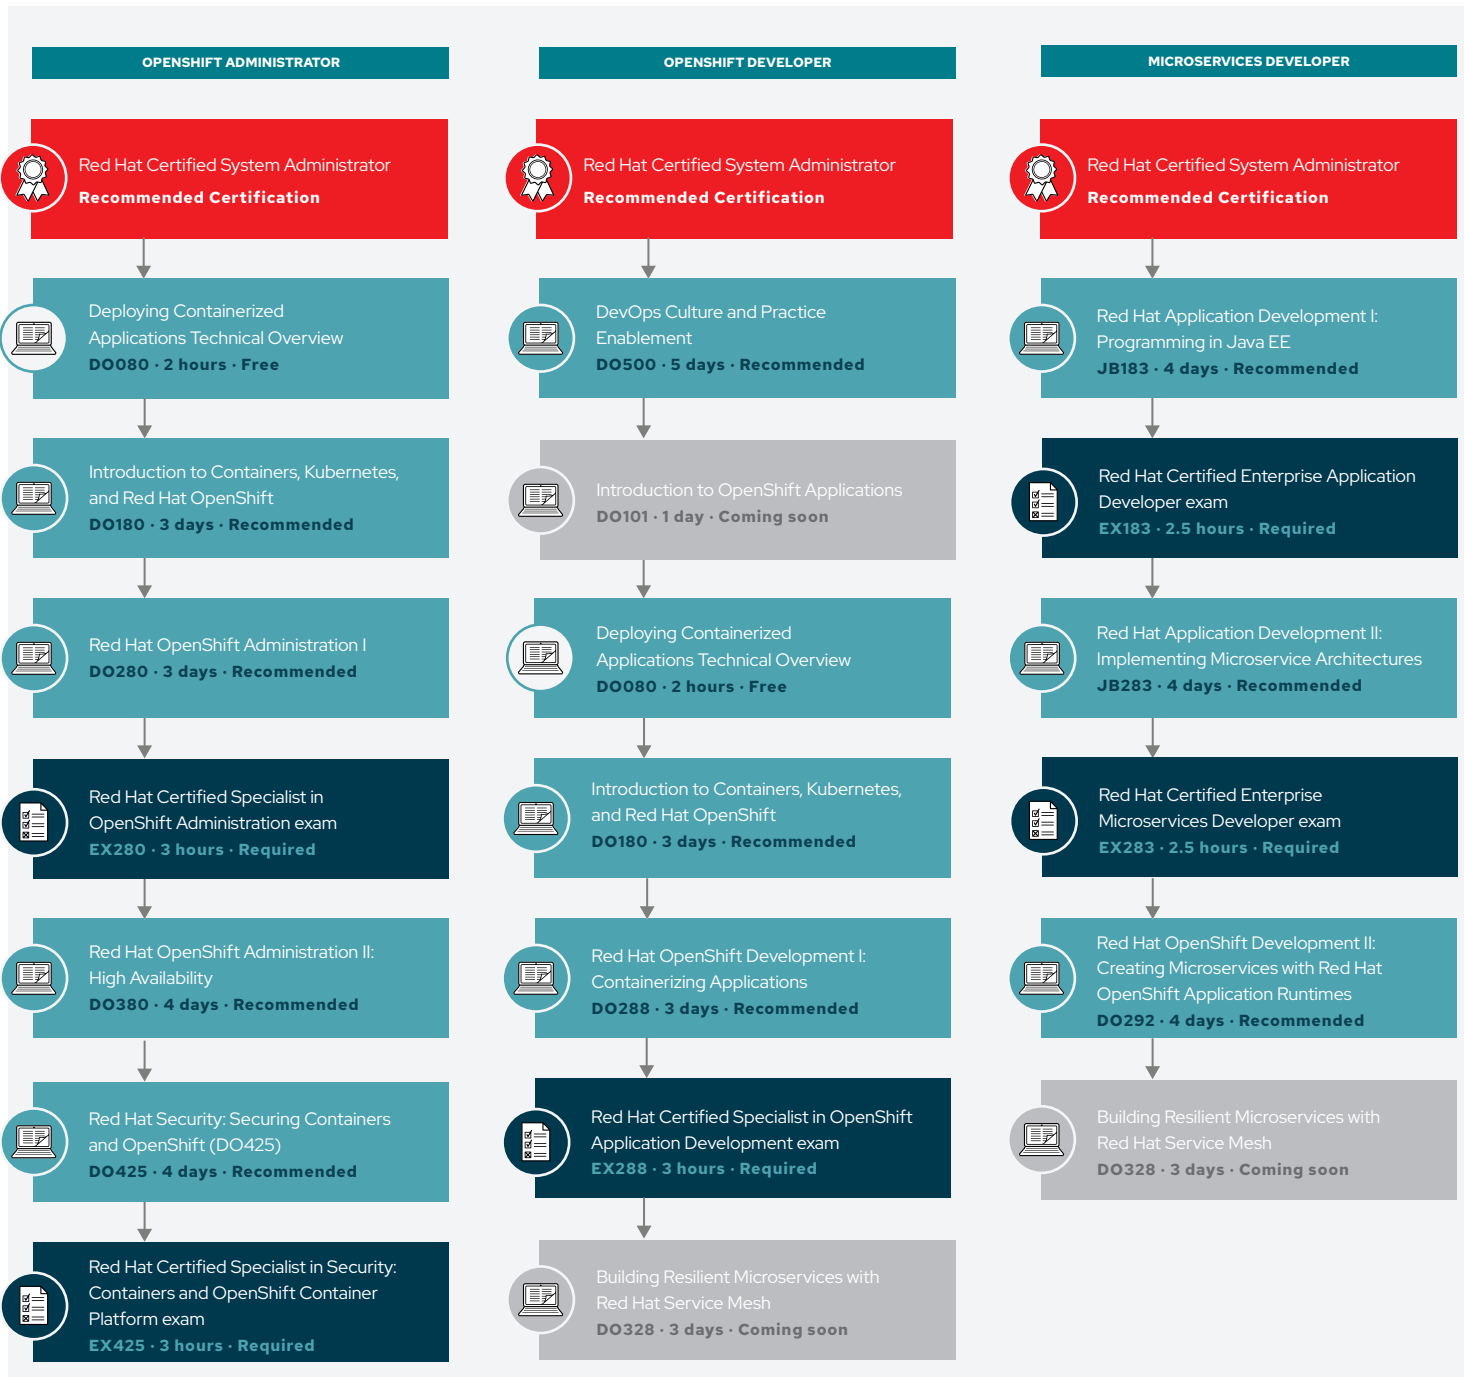 OPENSHIFT ADMINISTRATOR
Red Hat Certified System Administrator
Recommended Certification
Deploying Containerized
Applications Technical Overview
DO080 · 2 hours · Free
Introduction to Containers, Kubernetes,
and Red Hat OpenShift
DO180 · 3 days · Recommended
Red Hat OpenShift Administration I
DO280 · 3 days · Recommended
Red Hat Certified Specialist in
OpenShift Administration exam
EX280 · 3 hours · Required
Red Hat OpenShift Administration II:
High Availability
DO380 · 4 days · Recommended
Red Hat Security: Securing Containers
and OpenShift (DO425)
DO425 · 4 days · Recommended
Red Hat Certified Specialist in Security:
Containers and OpenShift Container
Platform exam
EX425 · 3 hours · Required
OPENSHIFT DEVELOPER
Red Hat Certified System Administrator
Recommended Certification
DevOps Culture and Practice
Enablement
DO500 · 5 days · Recommended
Introduction to OpenShift Applications
DO101 · 1 day · Coming soon
Deploying Containerized
Applications Technical Overview
DO080 · 2 hours · Free
Introduction to Containers, Kubernetes,
and Red Hat OpenShift
DO180 · 3 days · Recommended
Red Hat OpenShift Development I:
Containerizing Applications
DO288 · 3 days · Recommended
Red Hat Certified Specialist in OpenShift
Application Development exam
EX288 · 3 hours · Required
Building Resilient Microservices with
Red Hat Service Mesh
DO328 · 3 days · Coming soon
MICROSERVICES DEVELOPER
Red Hat Certified System Administrator
Recommended Certification
Red Hat Application Development I:
Programming in Java EE
JB183 · 4 days · Recommended
Red Hat Certified Enterprise Application
Developer exam
EX183 · 2.5 hours · Required
Red Hat Application Development II:
Implementing Microservice Architectures
JB283 · 4 days · Recommended
Red Hat Certified Enterprise
Microservices Developer exam
EX283 · 2.5 hours · Required
Red Hat OpenShift Development II:
Creating Microservices with Red Hat
OpenShift Application Runtimes
DO292 · 4 days · Recommended
Building Resilient Microservices with
Red Hat Service Mesh
DO328 · 3 days · Coming soon